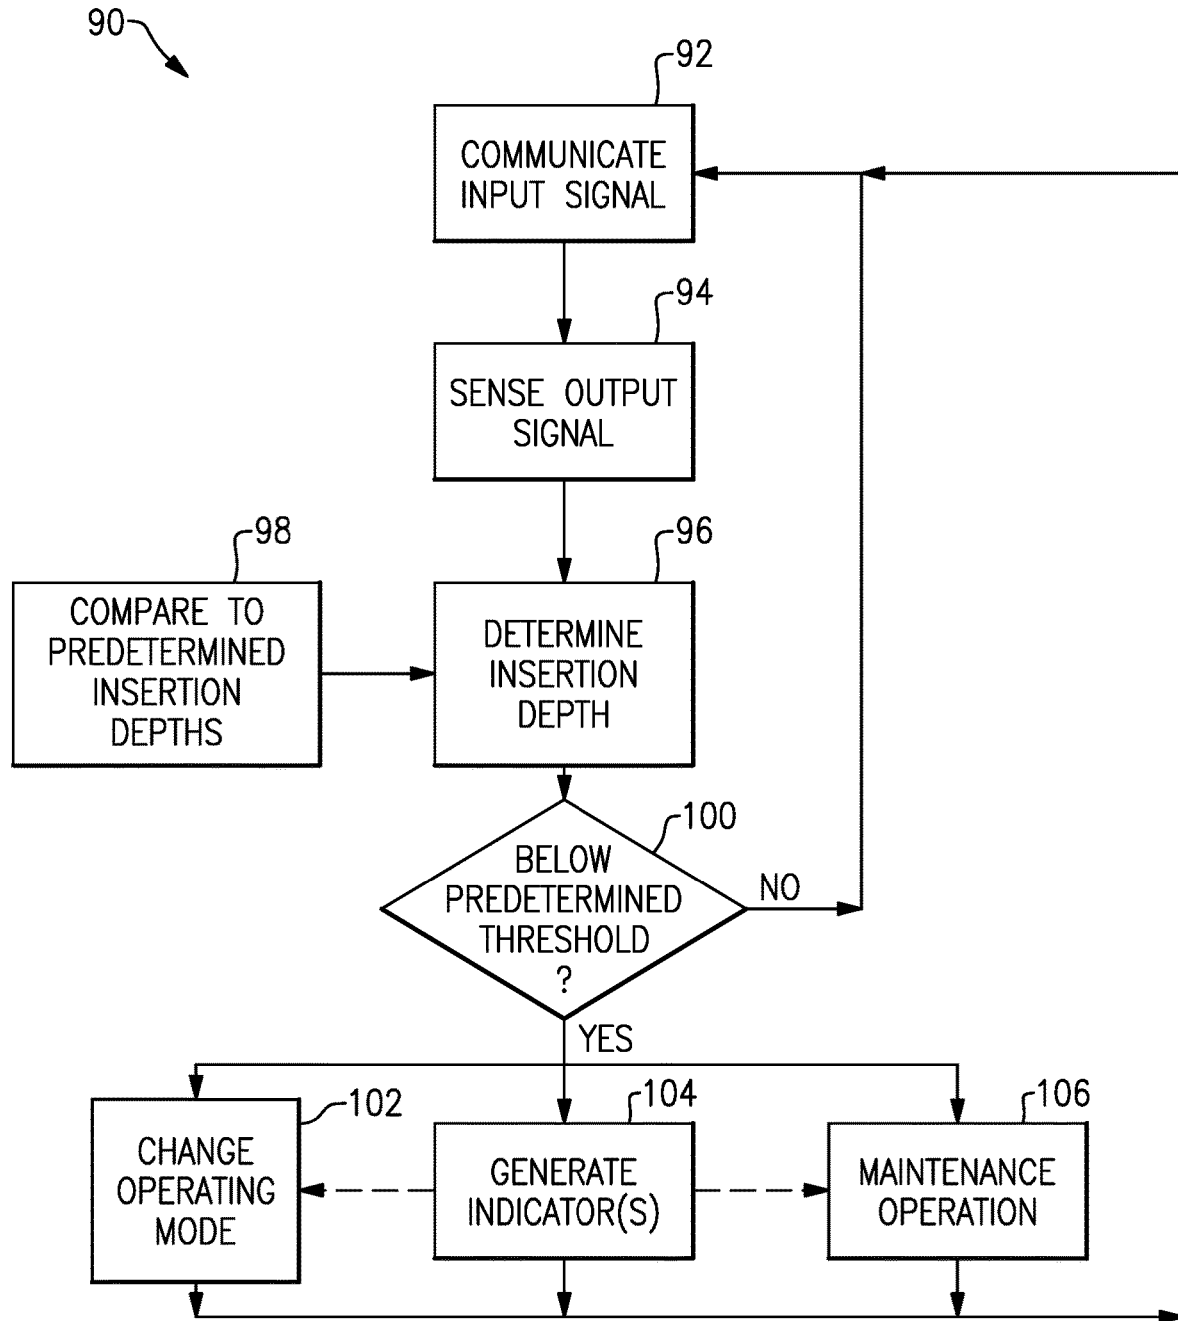 90
92
COMMUNICATE
INPUT SIGNAL
94
SENSE OUTPUT
SIGNAL
98
COMPARE TO
PREDETERMINED
INSERTION
DEPTHS
96
DETERMINE
INSERTION
DEPTH
100
BELOW
PREDETERMINED
THRESHOLD
?
NO
YES
102
CHANGE
OPERATING
MODE
104
GENERATE
INDICATOR(S)
106
MAINTENANCE
OPERATION